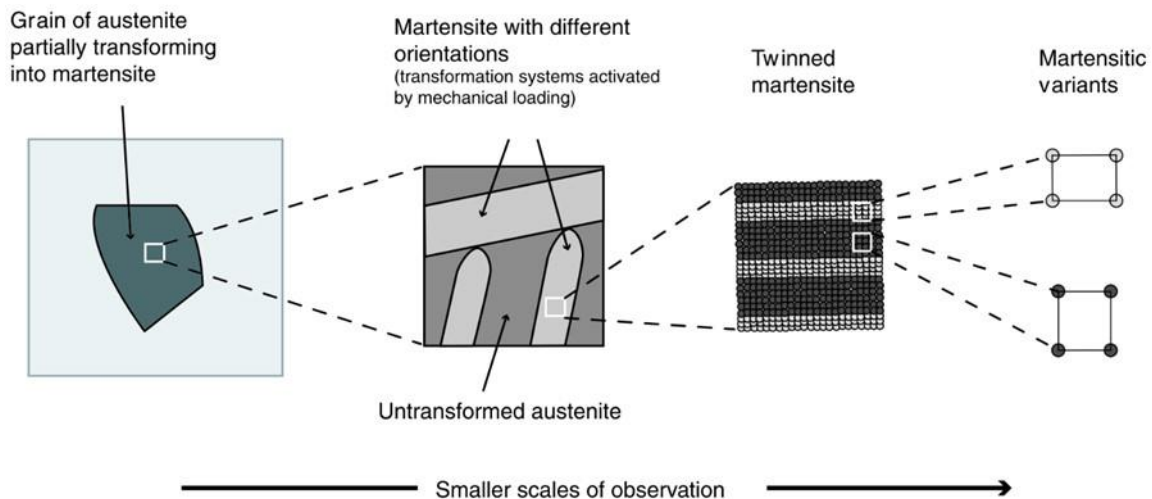 Grain of austenite
partially transforming
into martensite
Martensite with different
orientations
(transformation systems activated
by mechanical loading)
Twinned
martensite
Martensitic
variants
Untransformed austenite
Smaller scales of observation